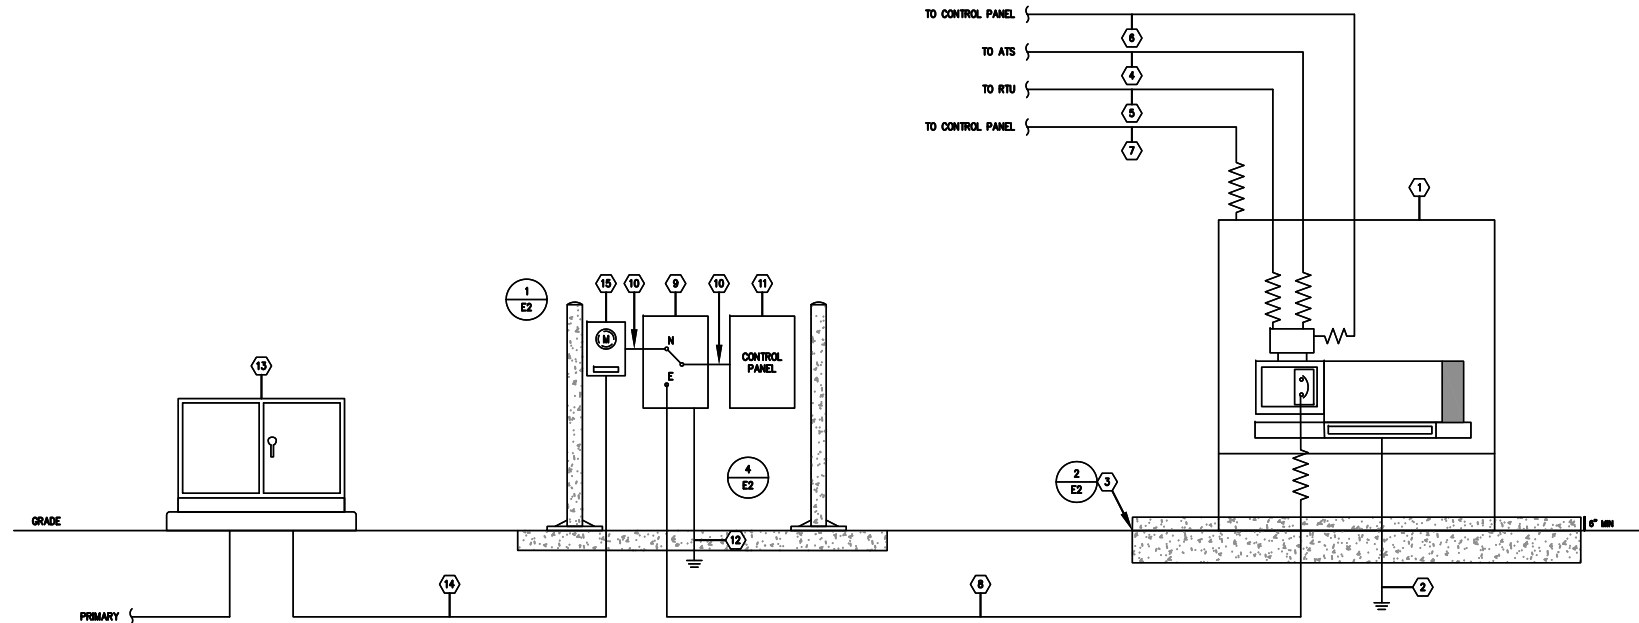 TO CONTROL PANEL
6
TO ATS
4
TO RTU
5
TO CONTROL PANEL
7
1
1
E2
15
10
9
10
11
M
N
E
CONTROL
PANEL
13
4
E2
2
E2
3
GRADE
6" MIN
12
14
8
2
PRIMARY